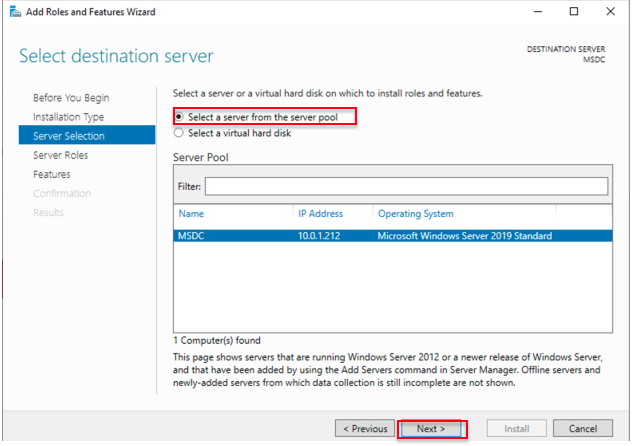 Add Roles and Features Wizard
Select destination server
DESTINATION SERVER
MSDC
Before You Begin
Installation Type
Server Selection
Server Roles
Features
Confirmation
Results
Select a server or a virtual hard disk on which to install roles and features.
Select a server from the server pool
Select a virtual hard disk
Server Pool
Filter:
Name IP Address Operating System
MSDC 10.0.1.212 Microsoft Windows Server 2019 Standard
1 Computer(s) found
This page shows servers that are running Windows Server 2012 or a newer release of Windows Server,
and that have been added by using the Add Servers command in Server Manager. Offline servers and
newly-added servers from which data collection is still incomplete are not shown.
< Previous Next > Install Cancel